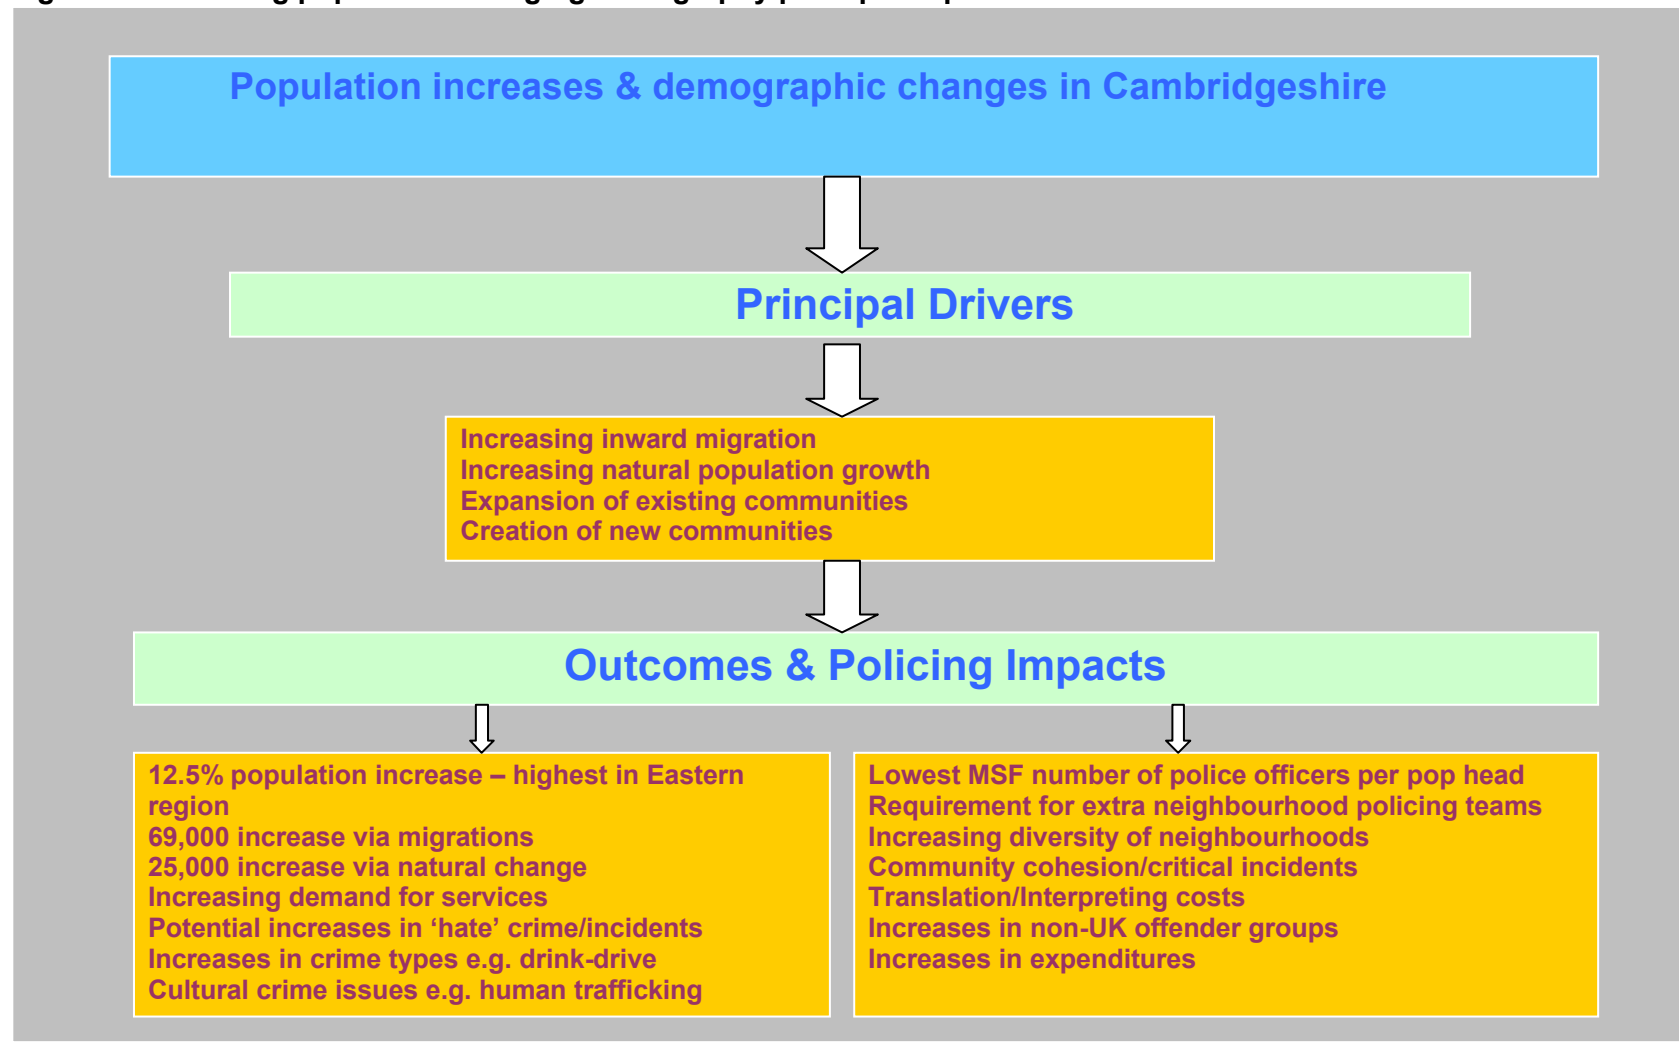 Population increases & demographic changes in Cambridgeshire
Principal Drivers
Increasing inward migration
Increasing natural population growth
Expansion of existing communities
Creation of new communities
Outcomes & Policing Impacts
12.5% population increase – highest in Eastern
region
69,000 increase via migrations
25,000 increase via natural change
Increasing demand for services
Potential increases in ‘hate’ crime/incidents
Increases in crime types e.g. drink-drive
Cultural crime issues e.g. human trafficking
Lowest MSF number of police officers per pop head
Requirement for extra neighbourhood policing teams
Increasing diversity of neighbourhoods
Community cohesion/critical incidents
Translation/Interpreting costs
Increases in non-UK offender groups
Increases in expenditures